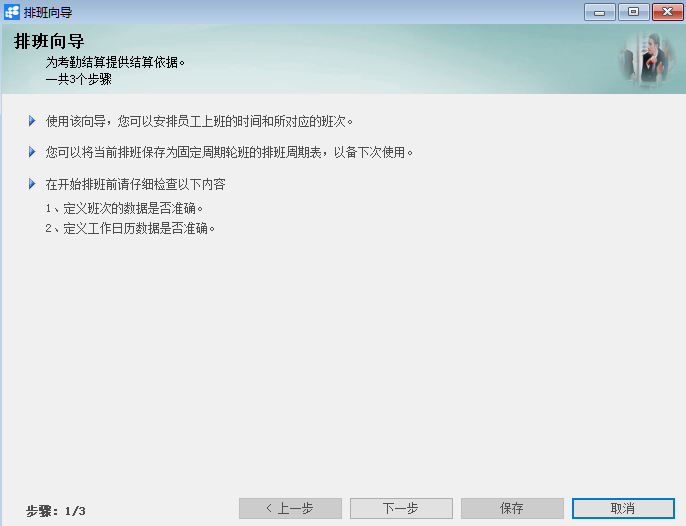 排班向导
排班向导
为考勤结算提供结算依据。
一共3个步骤
使用该向导，您可以安排员工上班的时间和所对应的班次。
您可以将当前排班保存为固定周期轮班的排班周期表，以备下次使用。
在开始排班前请仔细检查以下内容
1、定义班次的数据是否准确。
2、定义工作日历数据是否准确。
步骤：1/3
< 上一步
下一步
保存
取消